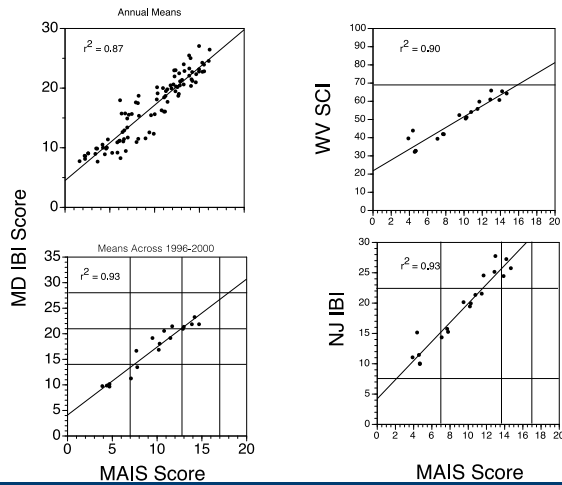 Annual Means
30
20
10
0
r² = 0.87
MD IBI Score
Means Across 1996-2000
35
30
25
20
15
10
5
0
r² = 0.93
0 5 10 15 20
MAIS Score
WV SCI
100
90
80
70
60
50
40
30
20
10
0
r² = 0.90
0 2 4 6 8 10 12 14 16 18 20
NJ IBI
30
25
20
15
10
5
0
r² = 0.93
0 2 4 6 8 10 12 14 16 18 20
MAIS Score